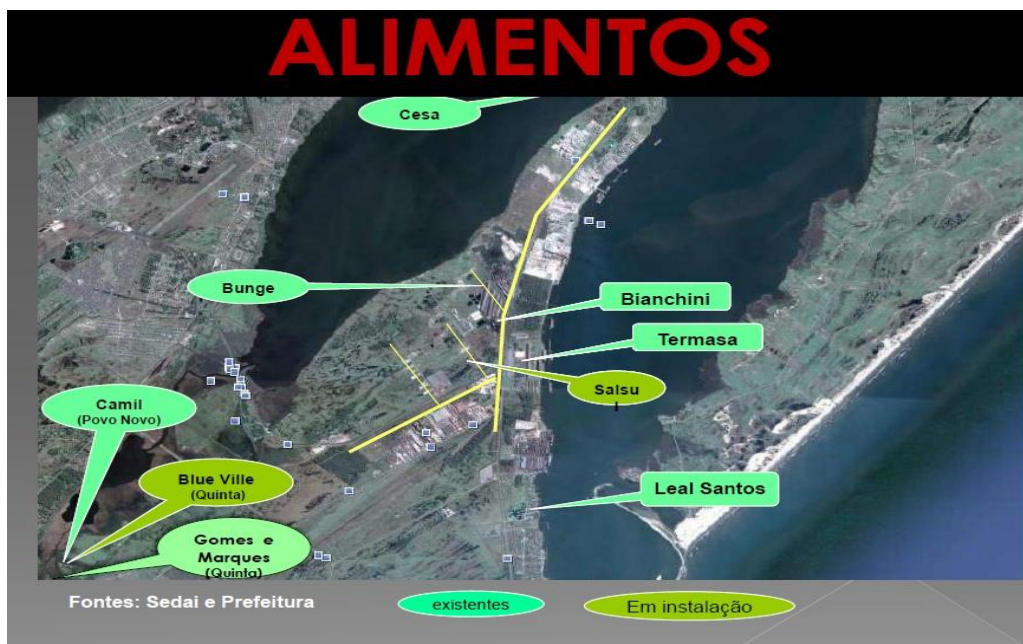 ALIMENTOS
Cesa
Bunge
Bianchini
Termasa
Salsu
l
Camil
(Povo Novo)
Blue Ville
(Quinta)
Leal Santos
Gomes e
Marques
(Quinta)
Fontes: Sedai e Prefeitura
existentes
Em instalação